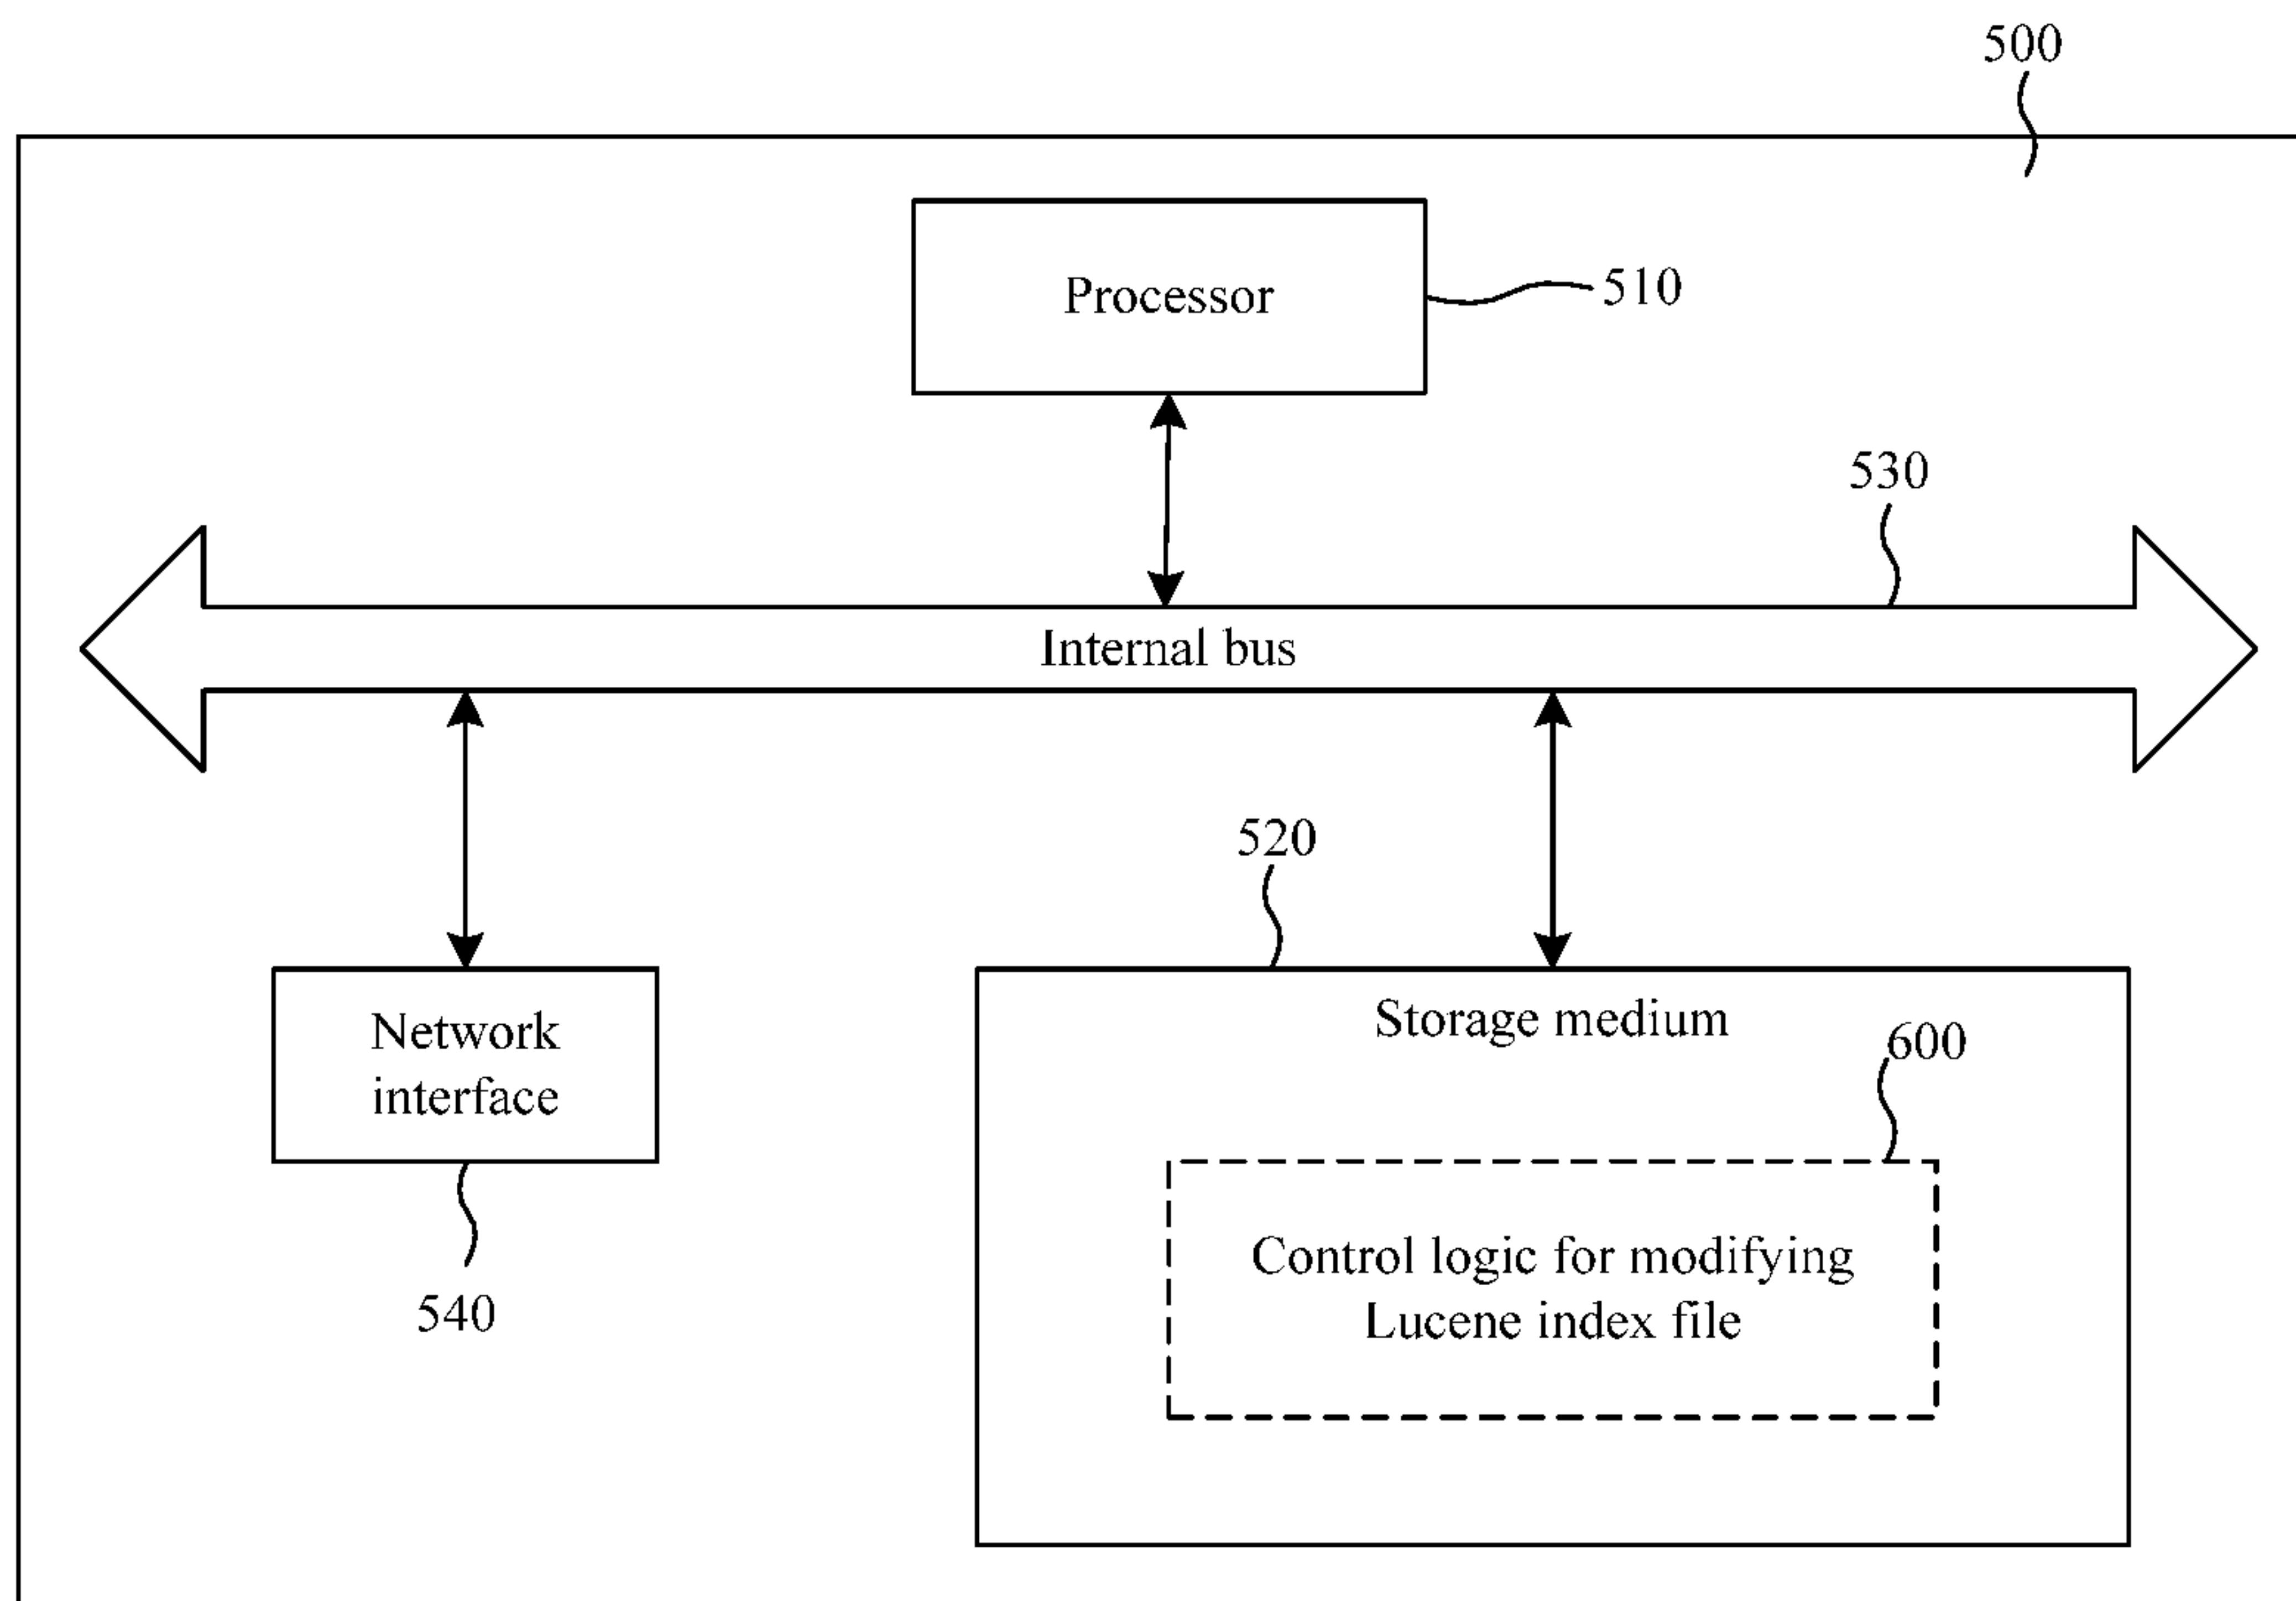 500
Processor
510
530
Internal bus
520
Storage medium
Network
interface
600
Control logic for modifying
Lucene index file
540